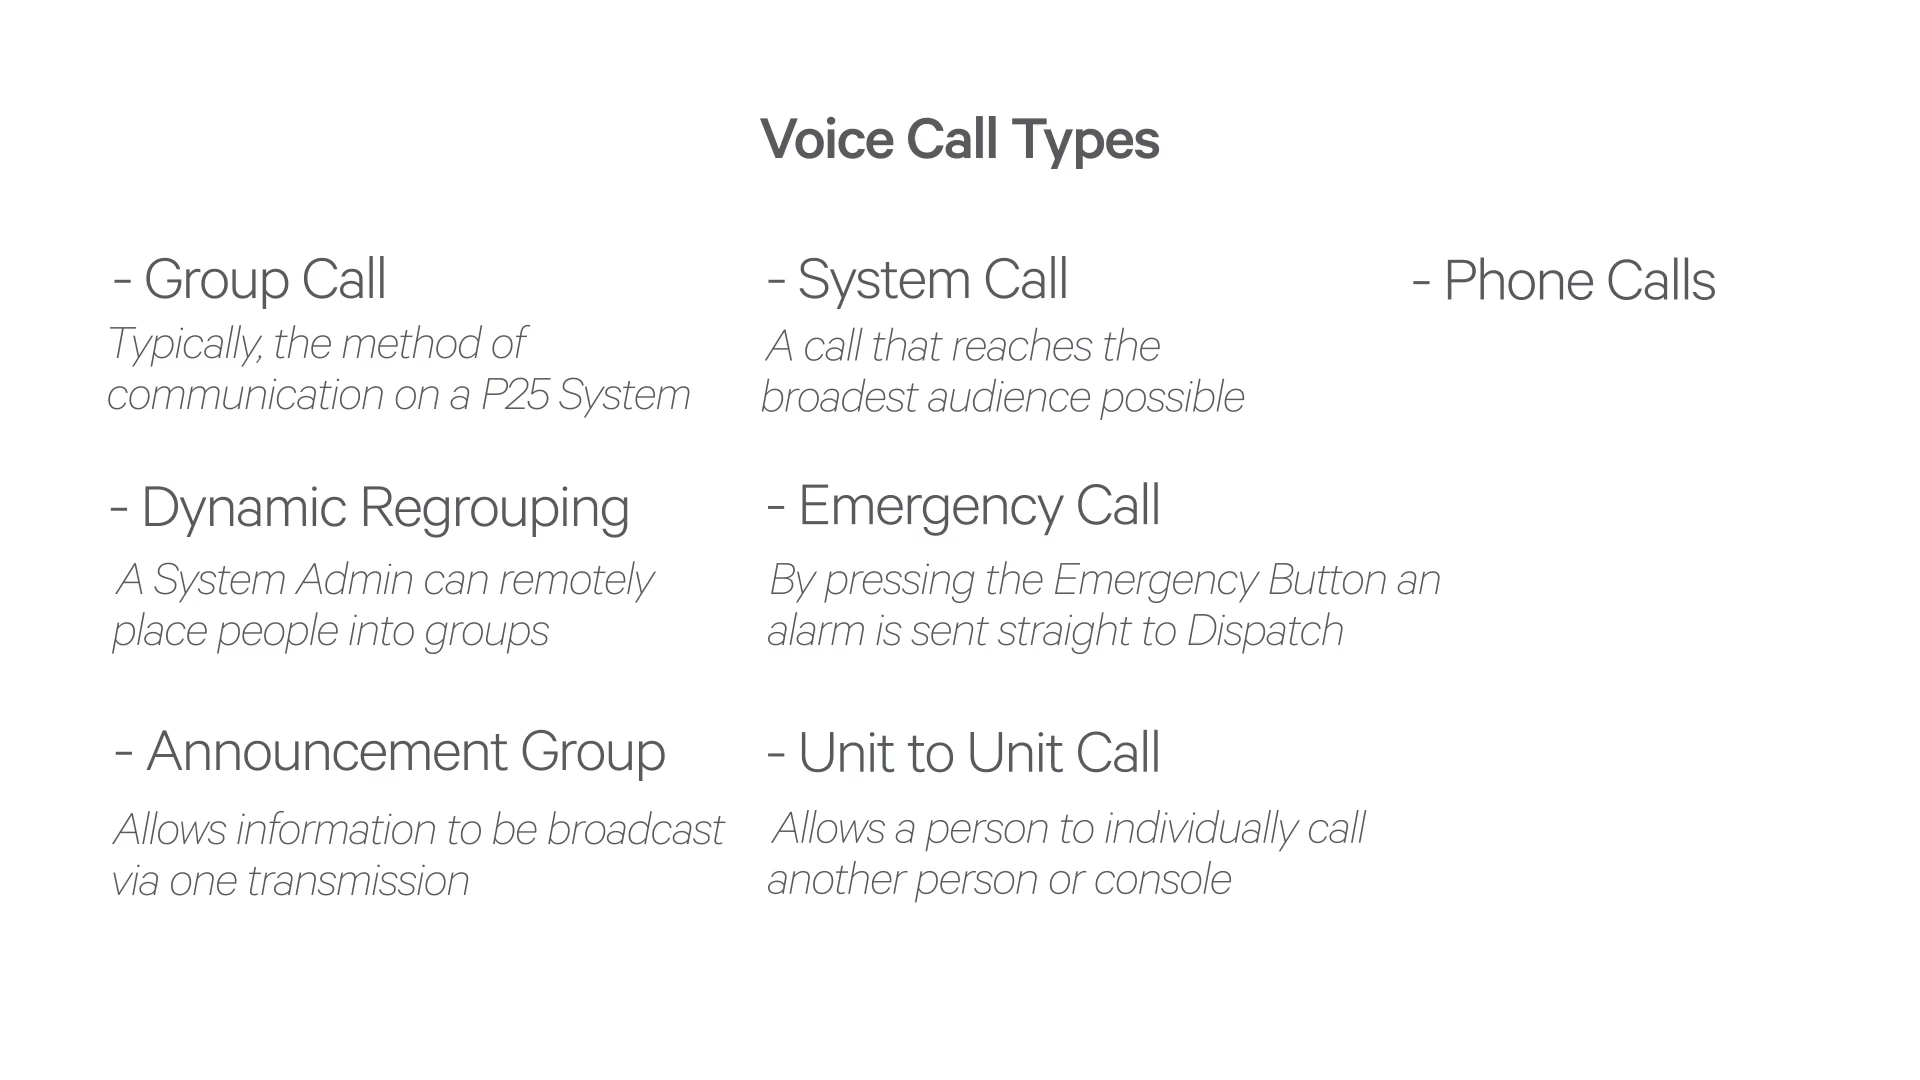 Voice Call Types
- Group Call
Typically, the method of
communication on a P25 System
- Dynamic Regrouping
A System Admin can remotely
place people into groups
- Announcement Group
Allows information to be broadcast
via one transmission
- System Call
A call that reaches the
broadest audience possible
- Emergency Call
By pressing the Emergency Button an
alarm is sent straight to Dispatch
- Unit to Unit Call
Allows a person to individually call
another person or console
- Phone Calls